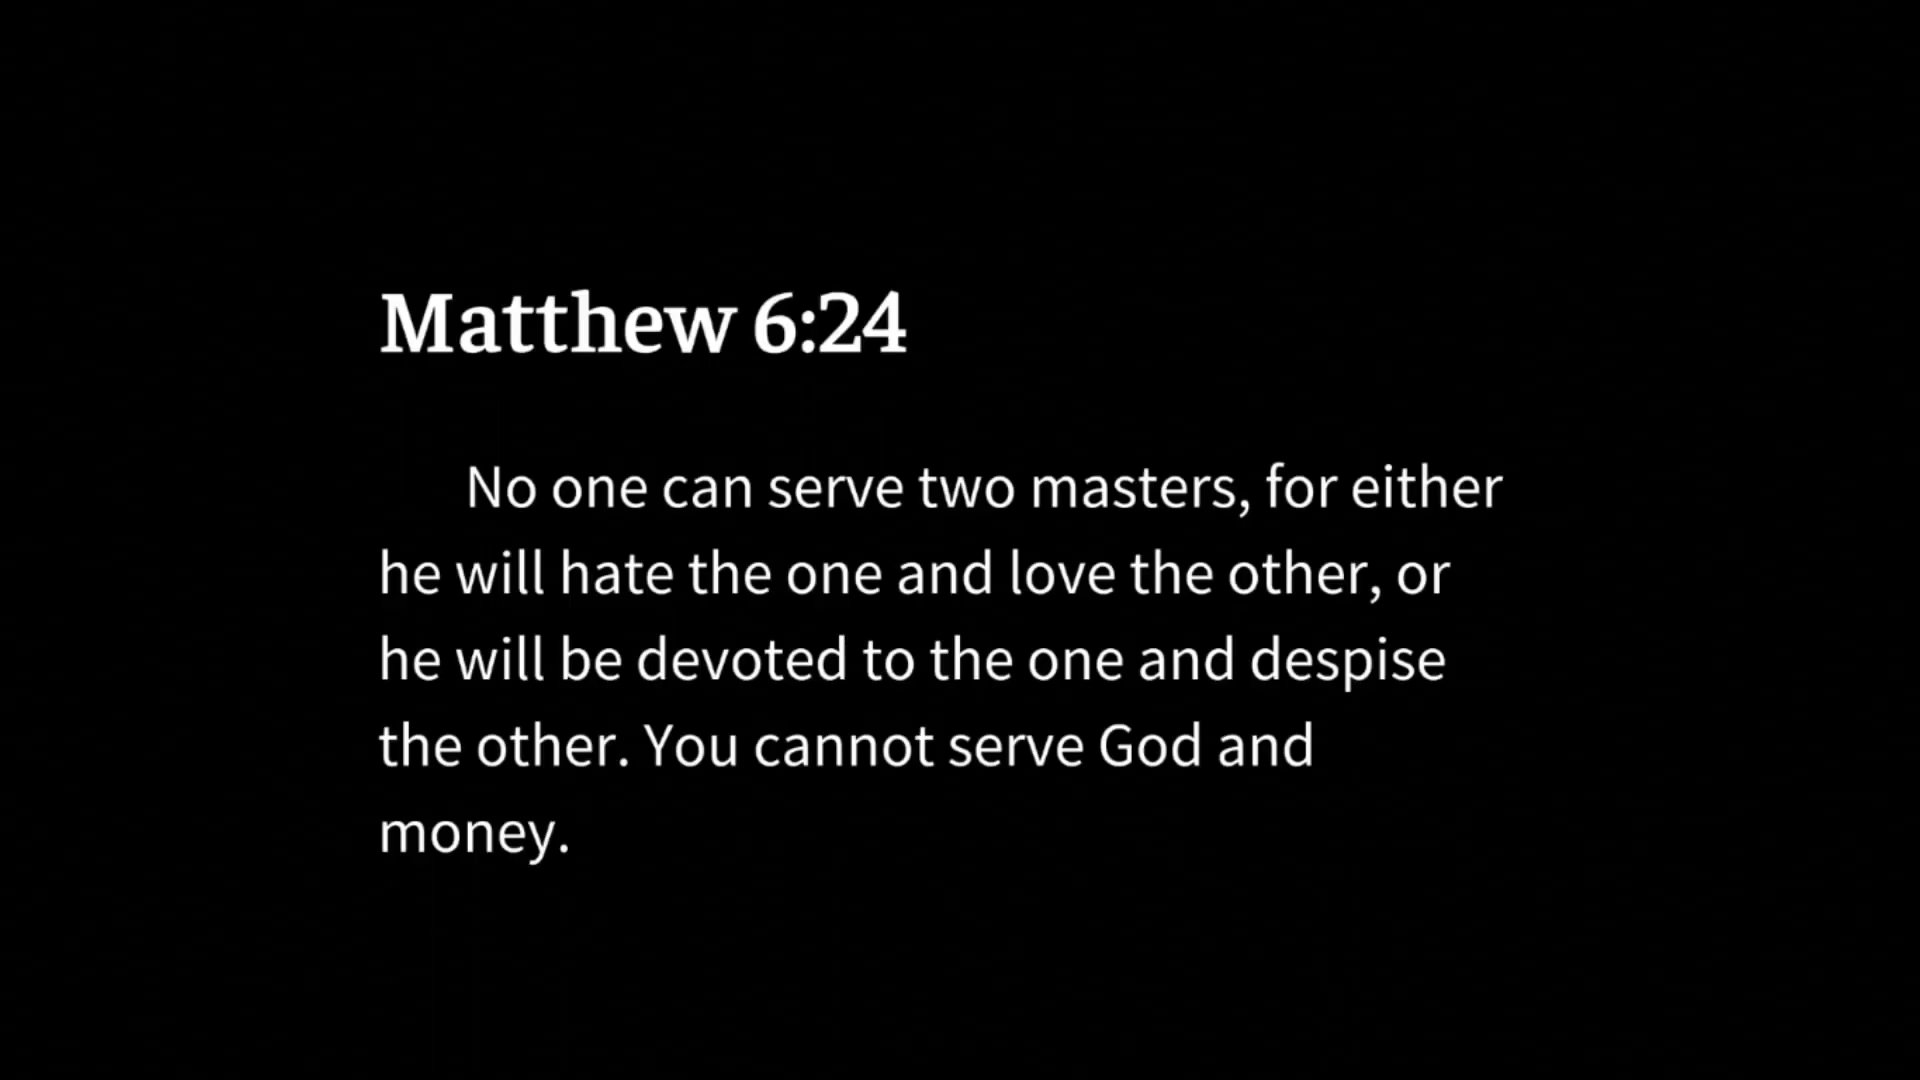 Matthew 6:24
No one can serve two masters, for either
he will hate the one and love the other, or
he will be devoted to the one and despise
the other. You cannot serve God and
money.